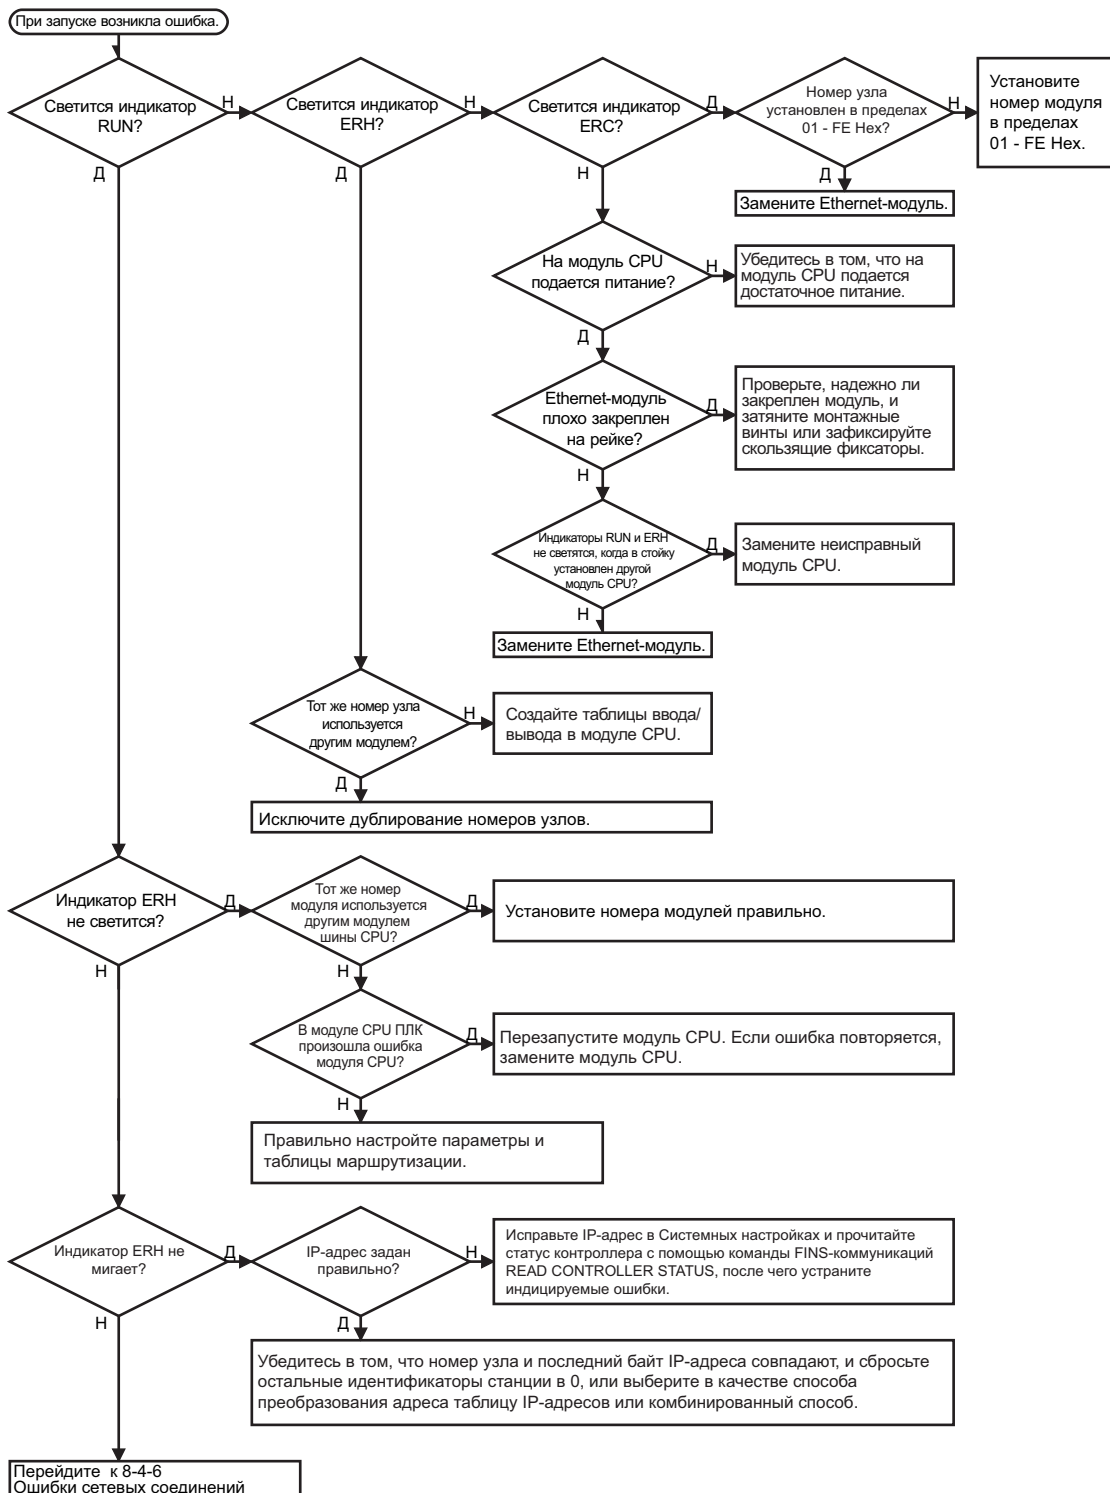 При запуске возникла ошибка.
Светится индикатор
RUN?
Н
Д
Светится индикатор
ERH?
Н
Д
Светится индикатор
ERC?
Д
Н
Номер узла
установлен в пределах
01 - FE Hex?
Н
Д
Установите
номер модуля
в пределах
01 - FE Hex.
Замените Ethernet-модуль.
На модуль CPU
подается питание?
Н
Д
Убедитесь в том, что на
модуль CPU подается
достаточное питание.
Ethernet-модуль
плохо закреплен
на рейке?
Д
Н
Проверьте, надежно ли
закреплен модуль, и
затяните монтажные
винты или зафиксируйте
скользящие фиксаторы.
Индикаторы RUN и ERH
не светятся, когда в стойку
установлен другой
модуль CPU?
Д
Н
Замените неисправный
модуль CPU.
Замените Ethernet-модуль.
Тот же номер узла
используется
другим модулем?
Н
Д
Создайте таблицы ввода/
вывода в модуле CPU.
Исключите дублирование номеров узлов.
Индикатор ERH
не светится?
Д
Н
Тот же номер
модуля используется
другим модулем
шины CPU?
Д
Н
Установите номера модулей правильно.
В модуле CPU ПЛК
произошла ошибка
модуля CPU?
Д
Н
Перезапустите модуль CPU. Если ошибка повторяется,
замените модуль CPU.
Правильно настройте параметры и
таблицы маршрутизации.
Индикатор ERH не
мигает?
Д
Н
IP-адрес задан
правильно?
Н
Д
Исправьте IP-адрес в Системных настройках и прочитайте
статус контроллера с помощью команды FINS-коммуникаций
READ CONTROLLER STATUS, после чего устраните
индицируемые ошибки.
Убедитесь в том, что номер узла и последний байт IP-адреса совпадают, и сбросьте
остальные идентификаторы станции в 0, или выберите в качестве способа
преобразования адреса таблицу IP-адресов или комбинированный способ.
Перейдите к 8-4-6
Ошибки сетевых соединений